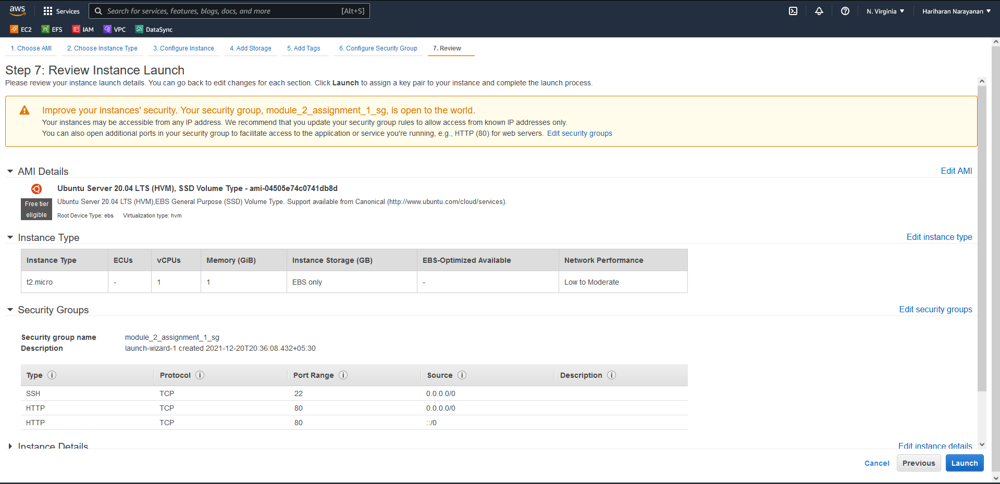 aws Services Search for services, features, blogs, docs, and more [Alt+S] N. Virginia Hariharan Narayanan
EC2 EFS IAM VPC DataSync
1. Choose AMI 2. Choose Instance Type 3. Configure Instance 4. Add Storage 5. Add Tags 6. Configure Security Group 7. Review
Step 7: Review Instance Launch
Please review your instance launch details. You can go back to edit changes for each section. Click Launch to assign a key pair to your instance and complete the launch process.
Improve your instances' security. Your security group, module_2_assignment_1_sg, is open to the world.
Your instances may be accessible from any IP address. We recommend that you update your security group rules to allow access from known IP addresses only.
You can also open additional ports in your security group to facilitate access to the application or service you're running, e.g., HTTP (80) for web servers. Edit security groups
AMI Details Edit AMI
Ubuntu Server 20.04 LTS (HVM), SSD Volume Type - ami-04505e74c0741db8d
Free tier eligible
Ubuntu Server 20.04 LTS (HVM),EBS General Purpose (SSD) Volume Type. Support available from Canonical (http://www.ubuntu.com/cloud/services).
Root Device Type: ebs Virtualization type: hvm
Instance Type Edit instance type
Instance Type ECUs vCPUs Memory (GiB) Instance Storage (GB) EBS-Optimized Available Network Performance
t2.micro - 1 1 EBS only - Low to Moderate
Security Groups Edit security groups
Security group name module_2_assignment_1_sg
Description launch-wizard-1 created 2021-12-20T20:36:08.432+05:30
Type Protocol Port Range Source Description
SSH TCP 22 0.0.0.0/0
HTTP TCP 80 0.0.0.0/0
HTTP TCP 80 ::/0
Instance Details Edit instance details
Cancel Previous Launch